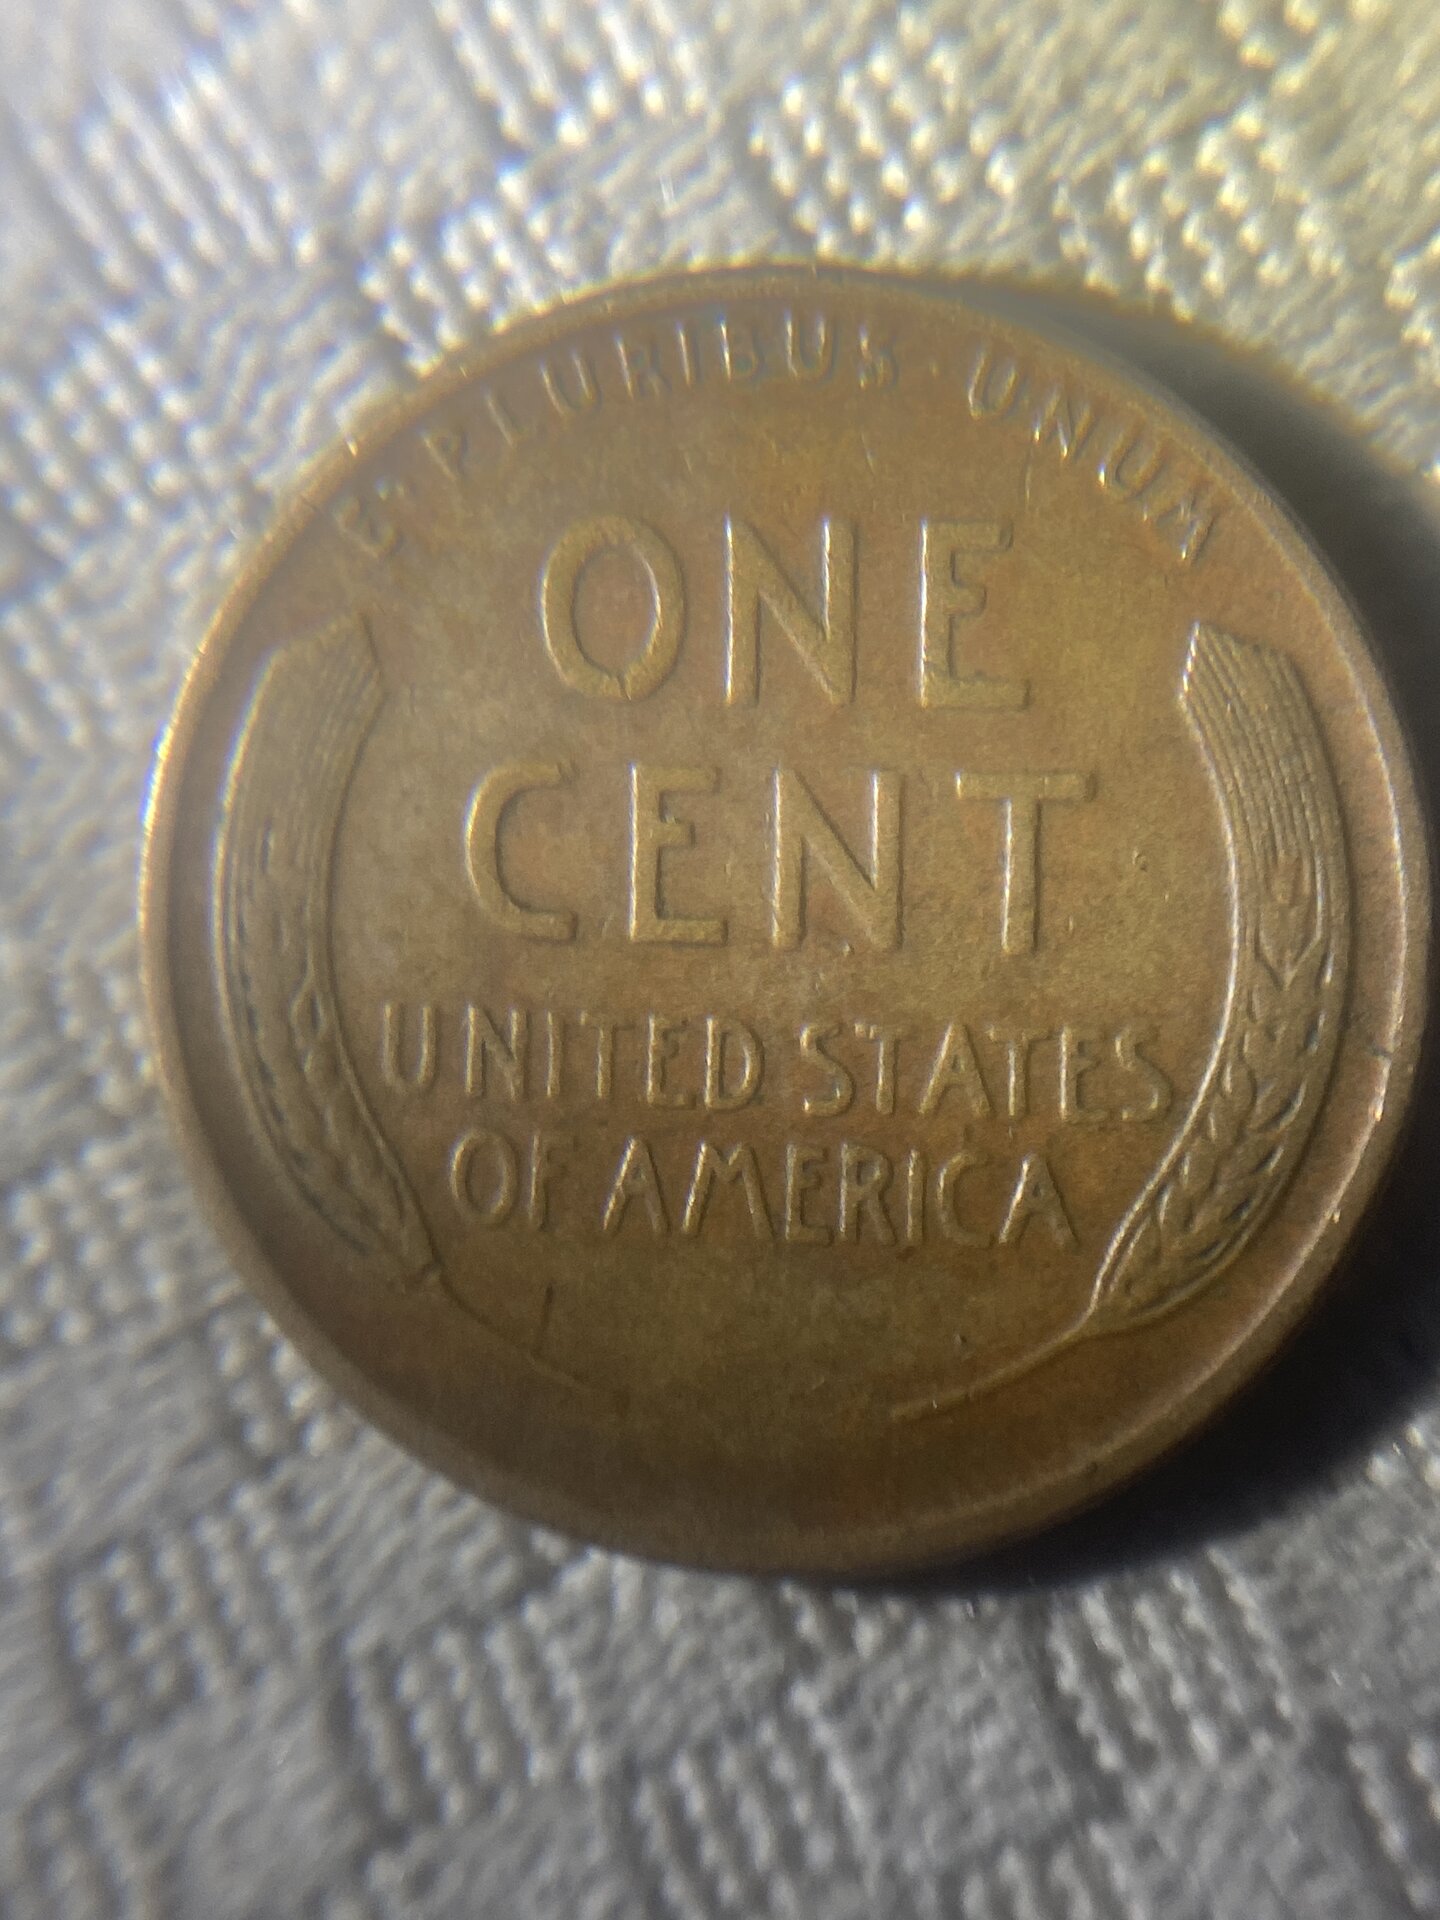 E·PLURIBUS·UNUM
ONE
CENT
UNITED STATES
OF AMERICA